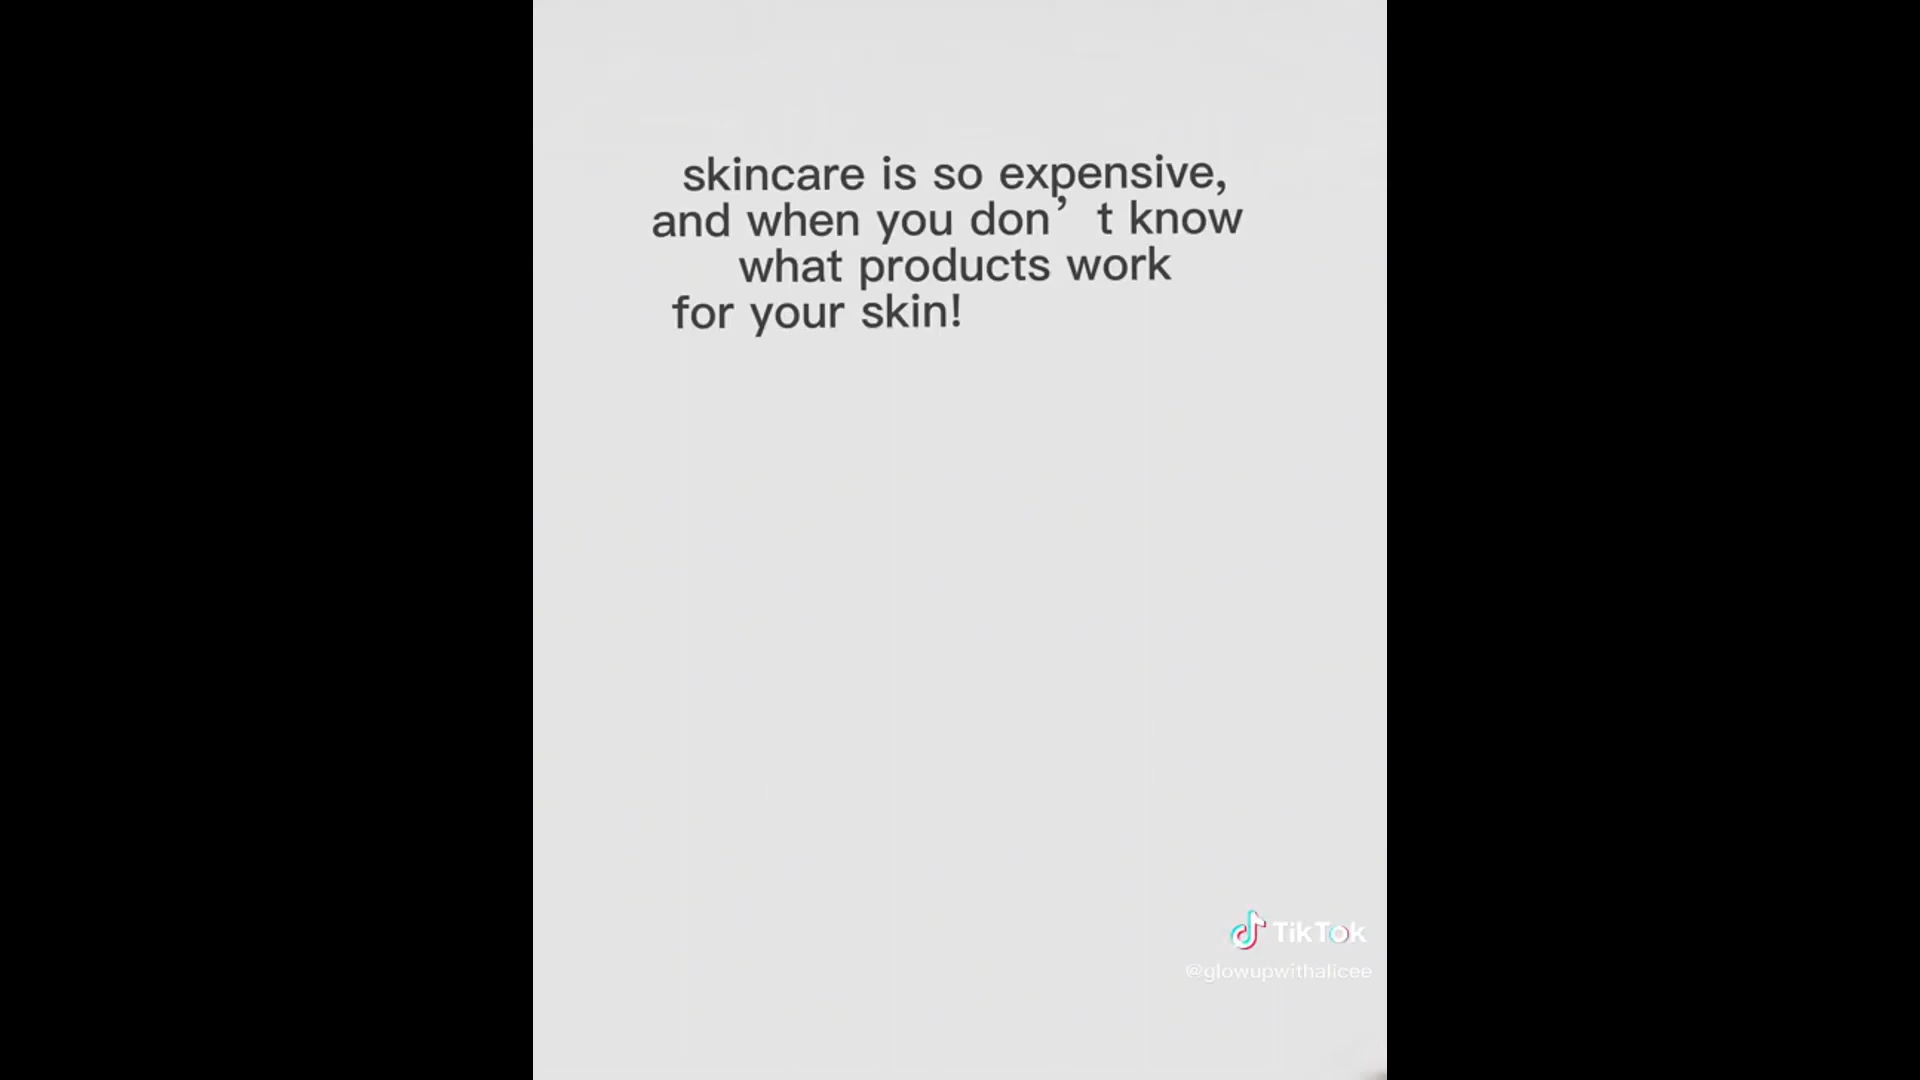 skincare is so expensive,
and when you don’t know
what products work
for your skin!
TikTok
@glowupwithalicee